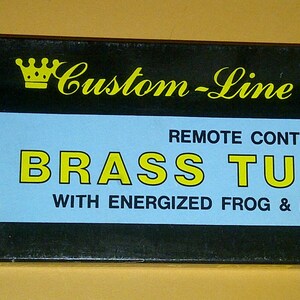 Custom-Line
REMOTE CONT
BRASS TU
WITH ENERGIZED FROG &